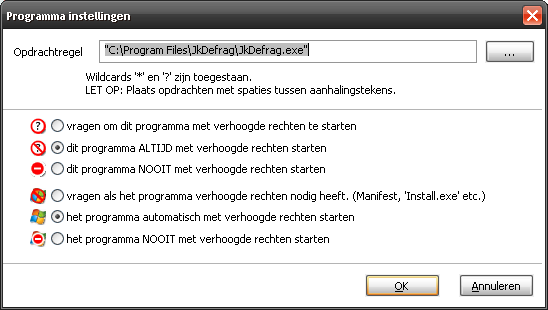 Programma instellingen
Opdrachtregel "C:\Program Files\JkDefrag\JkDefrag.exe" ...
Wildcards '*' en '?' zijn toegestaan.
LET OP: Plaats opdrachten met spaties tussen aanhalingstekens.
vragen om dit programma met verhoogde rechten te starten
dit programma ALTIJD met verhoogde rechten starten
dit programma NOOIT met verhoogde rechten starten
vragen als het programma verhoogde rechten nodig heeft. (Manifest, 'Install.exe' etc.)
het programma automatisch met verhoogde rechten starten
het programma NOOIT met verhoogde rechten starten
OK Annuleren